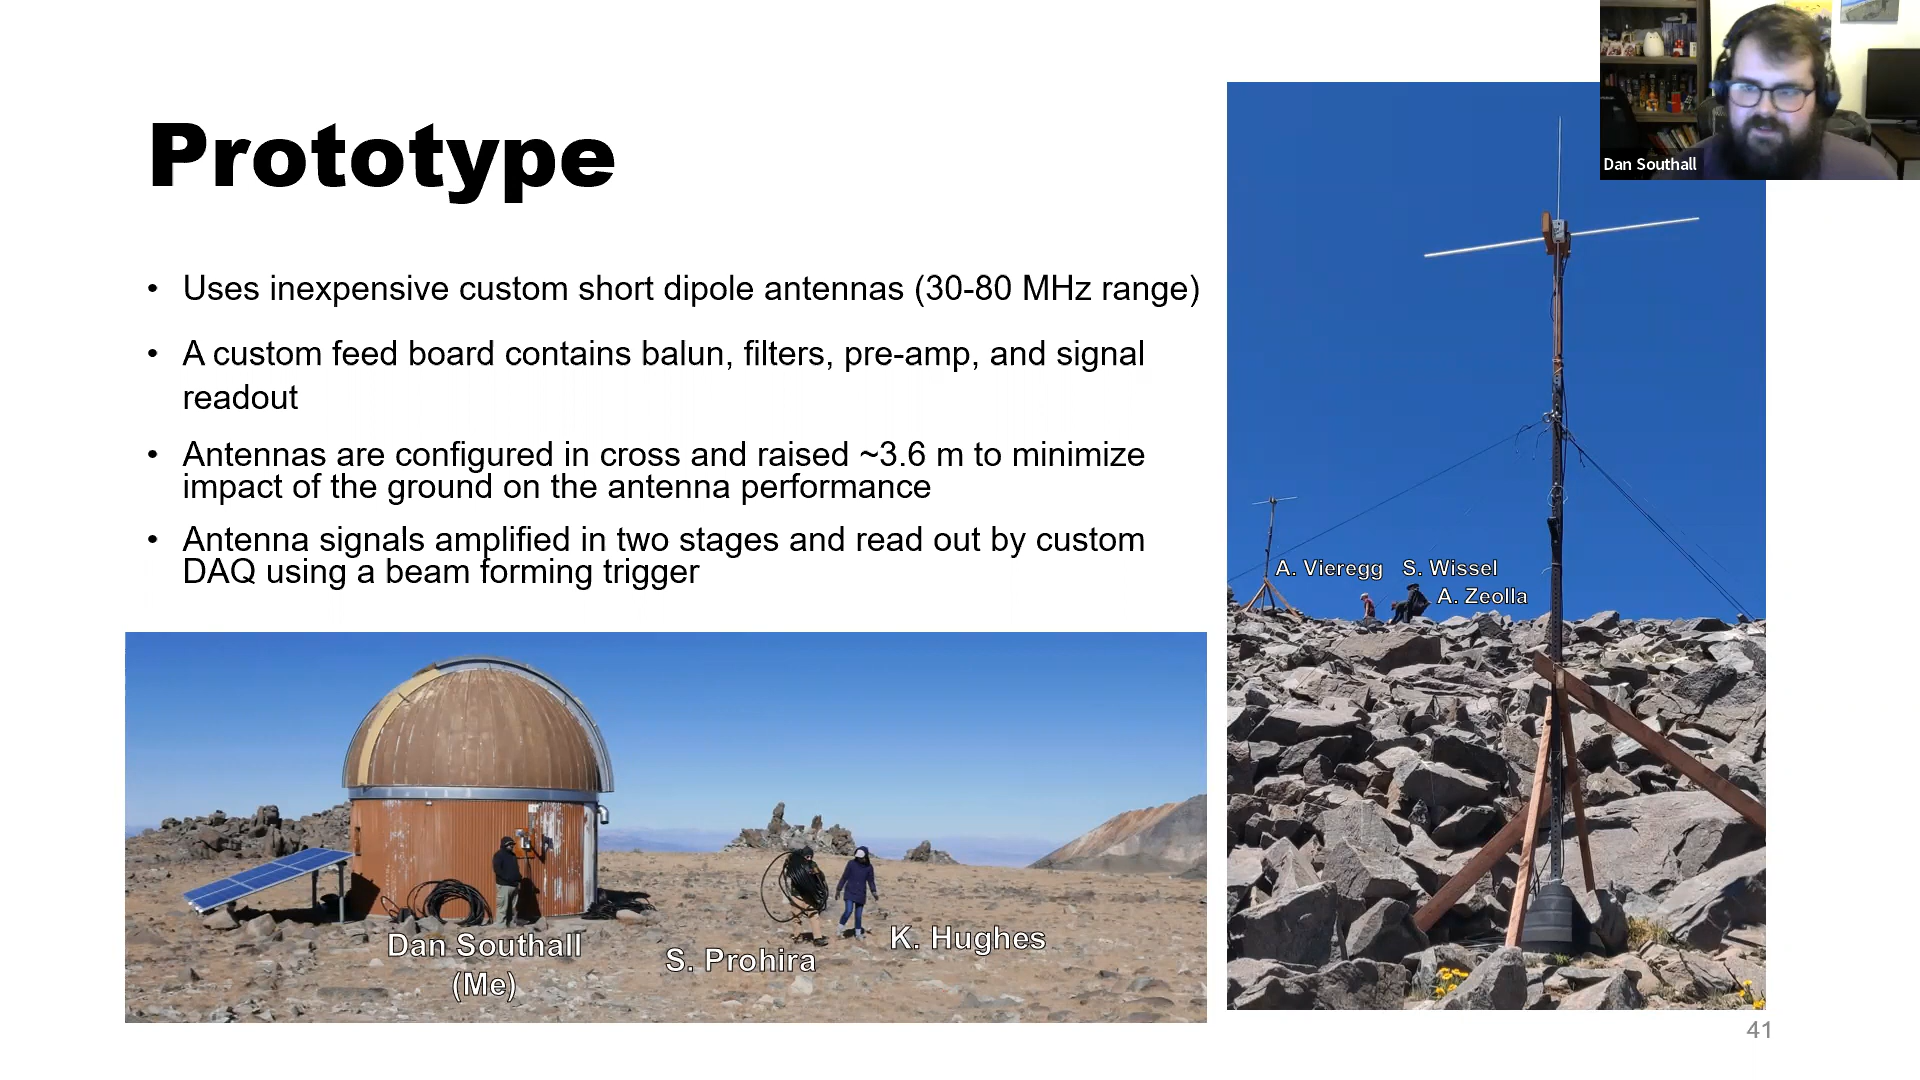 Prototype
• Uses inexpensive custom short dipole antennas (30-80 MHz range)
• A custom feed board contains balun, filters, pre-amp, and signal
readout
• Antennas are configured in cross and raised ~3.6 m to minimize
impact of the ground on the antenna performance
• Antenna signals amplified in two stages and read out by custom
DAQ using a beam forming trigger
Dan Southall
(Me)
S. Prohira
K. Hughes
A. Vieregg S. Wissel
A. Zeolla
Dan Southall
41